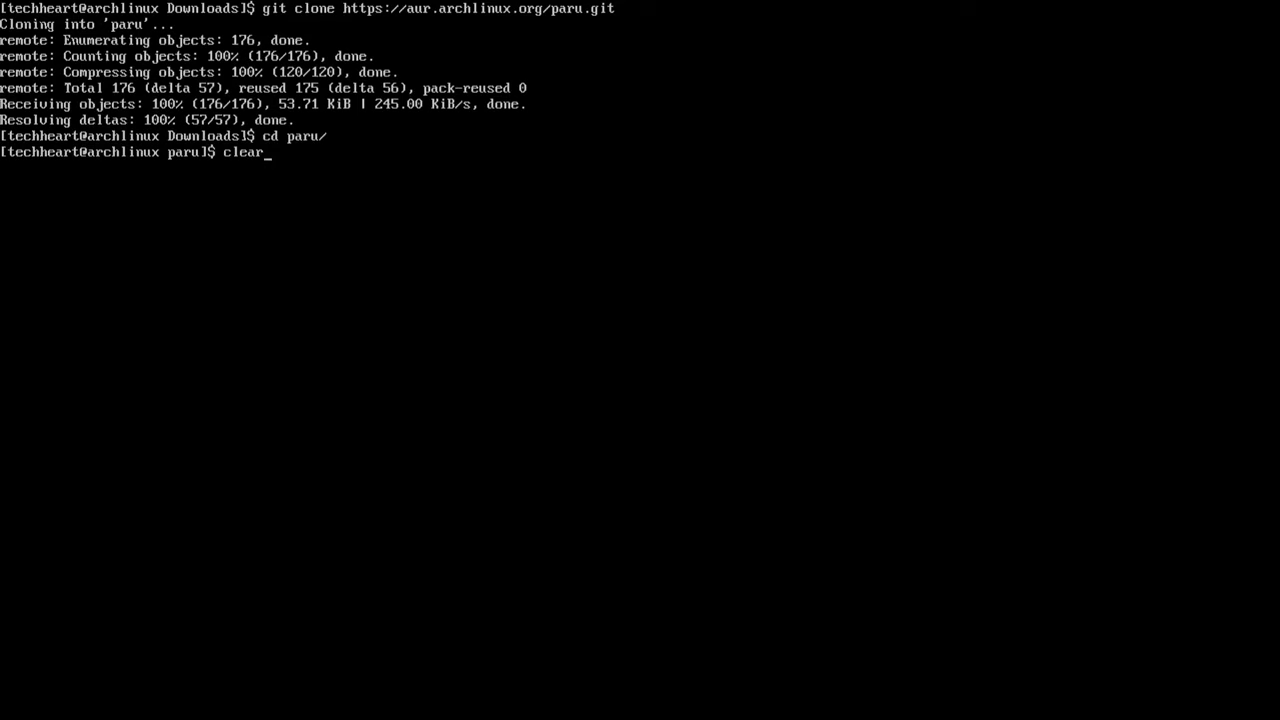 [techheart@archlinux Downloads]$ git clone https://aur.archlinux.org/paru.git
Cloning into 'paru'...
remote: Enumerating objects: 176, done.
remote: Counting objects: 100% (176/176), done.
remote: Compressing objects: 100% (120/120), done.
remote: Total 176 (delta 57), reused 175 (delta 56), pack-reused 0
Receiving objects: 100% (176/176), 53.71 KiB | 245.00 KiB/s, done.
Resolving deltas: 100% (57/57), done.
[techheart@archlinux Downloads]$ cd paru/
[techheart@archlinux paru]$ clear_